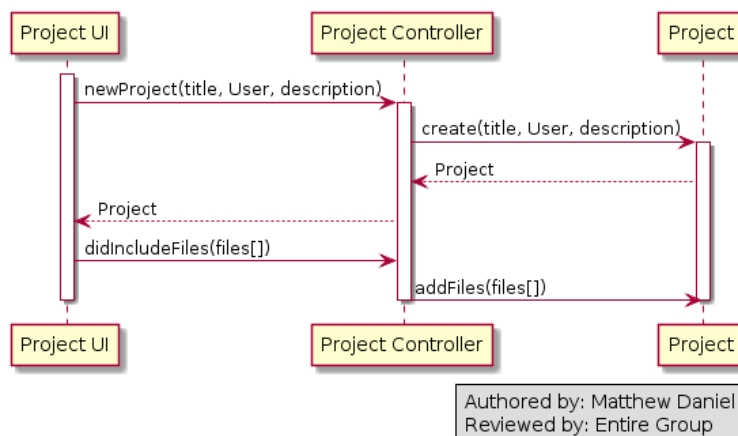 Project UI
Project Controller
Project
newProject(title, User, description)
create(title, User, description)
Project
Project
didIncludeFiles(files[])
addFiles(files[])
Project UI
Project Controller
Project
Authored by: Matthew Daniel
Reviewed by: Entire Group